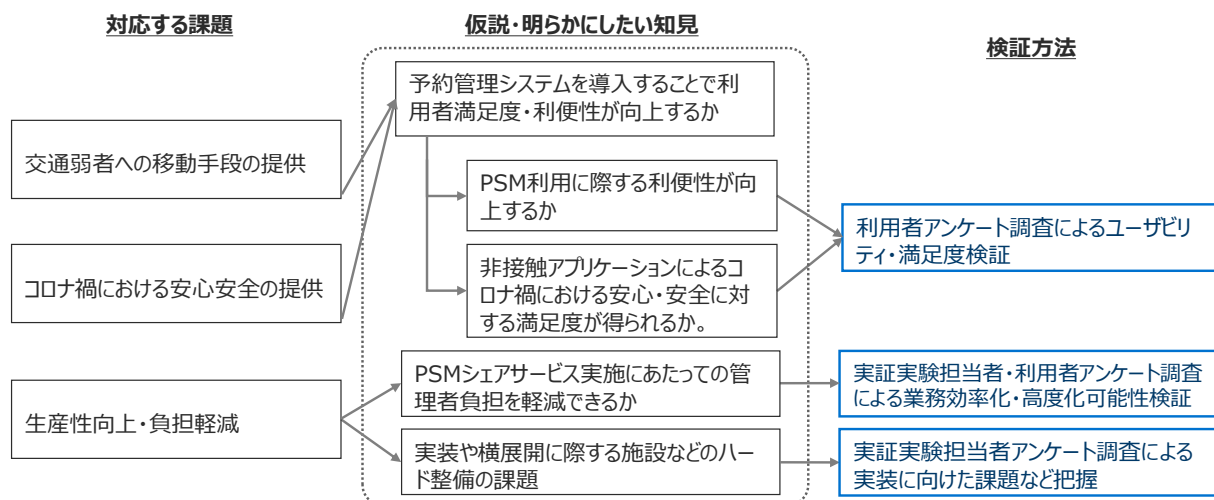 対応する課題
仮説・明らかにしたい知見
検証方法
交通弱者への移動手段の提供
コロナ禍における安心安全の提供
生産性向上・負担軽減
予約管理システムを導入することで利
用者満足度・利便性が向上するか
PSM利用に際する利便性が向
上するか
非接触アプリケーションによるコ
ロナ禍における安心・安全に対
する満足度が得られるか。
PSMシェアサービス実施にあたっての管
理者負担を軽減できるか
実装や横展開に際する施設などのハー
ド整備の課題
利用者アンケート調査によるユーザビリ
ティ・満足度検証
実証実験担当者・利用者アンケート調査
による業務効率化・高度化可能性検証
実証実験担当者アンケート調査による
実装に向けた課題など把握